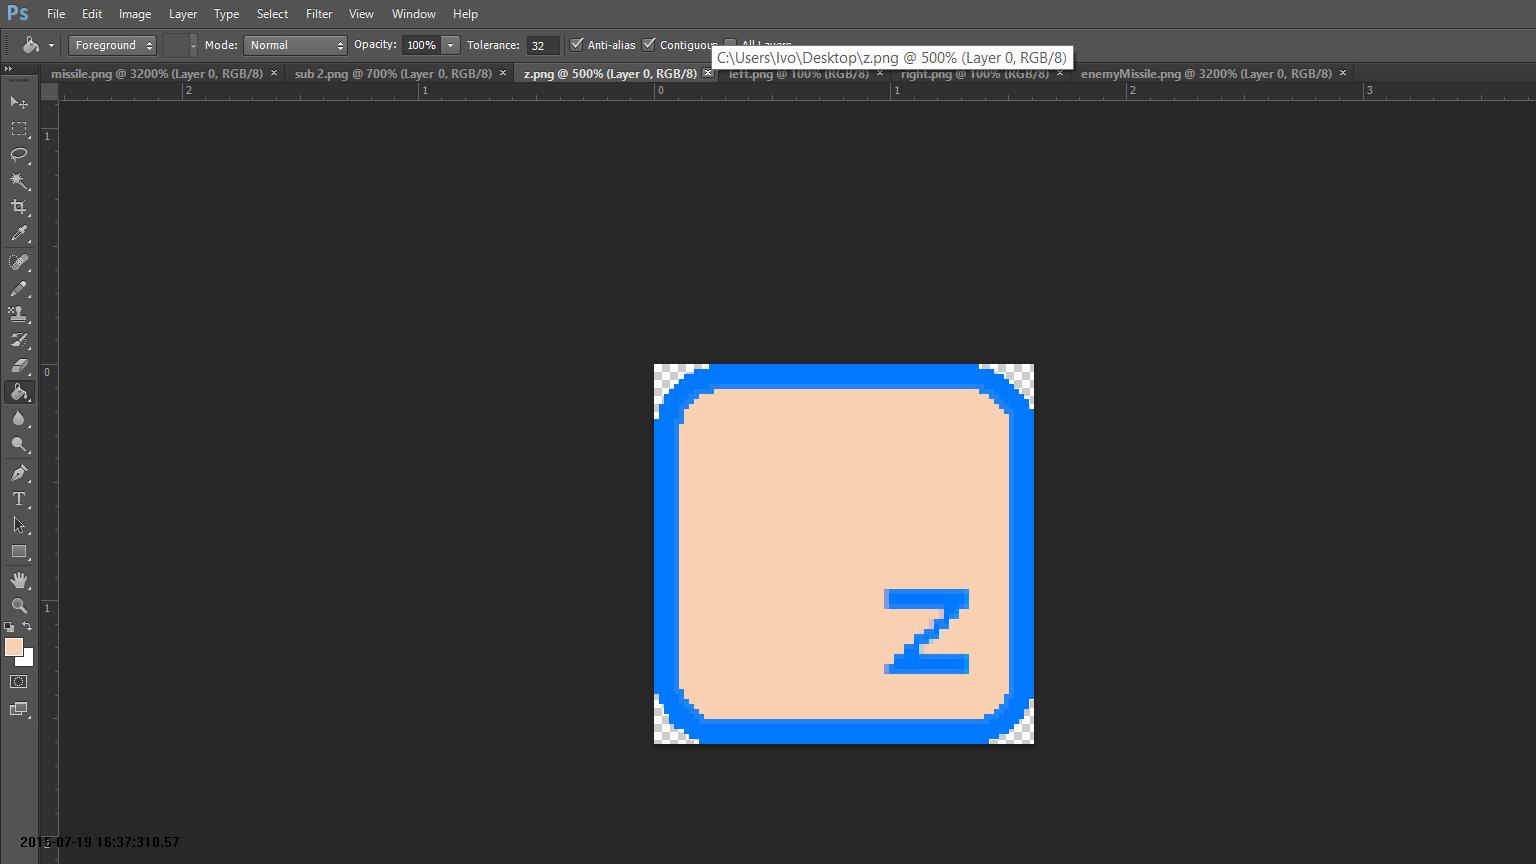 Ps File Edit Image Layer Type Select Filter View Window Help
Foreground Mode: Normal Opacity: 100% Tolerance: 32 Anti-alias Contiguous All Layers
C:\Users\Ivo\Desktop\z.png @ 500% (Layer 0, RGB/8)
missile.png @ 3200% (Layer 0, RGB/8) × sub 2.png @ 700% (Layer 0, RGB/8) × z.png @ 500% (Layer 0, RGB/8) × left.png @ 100% (Layer 0, RGB/8) × right.png @ 100% (Layer 0, RGB/8) × enemyMissile.png @ 3200% (Layer 0, RGB/8) ×
2 1 0 1 2 3
1
0
1
T
Z
2015-07-19 16:37:310.57